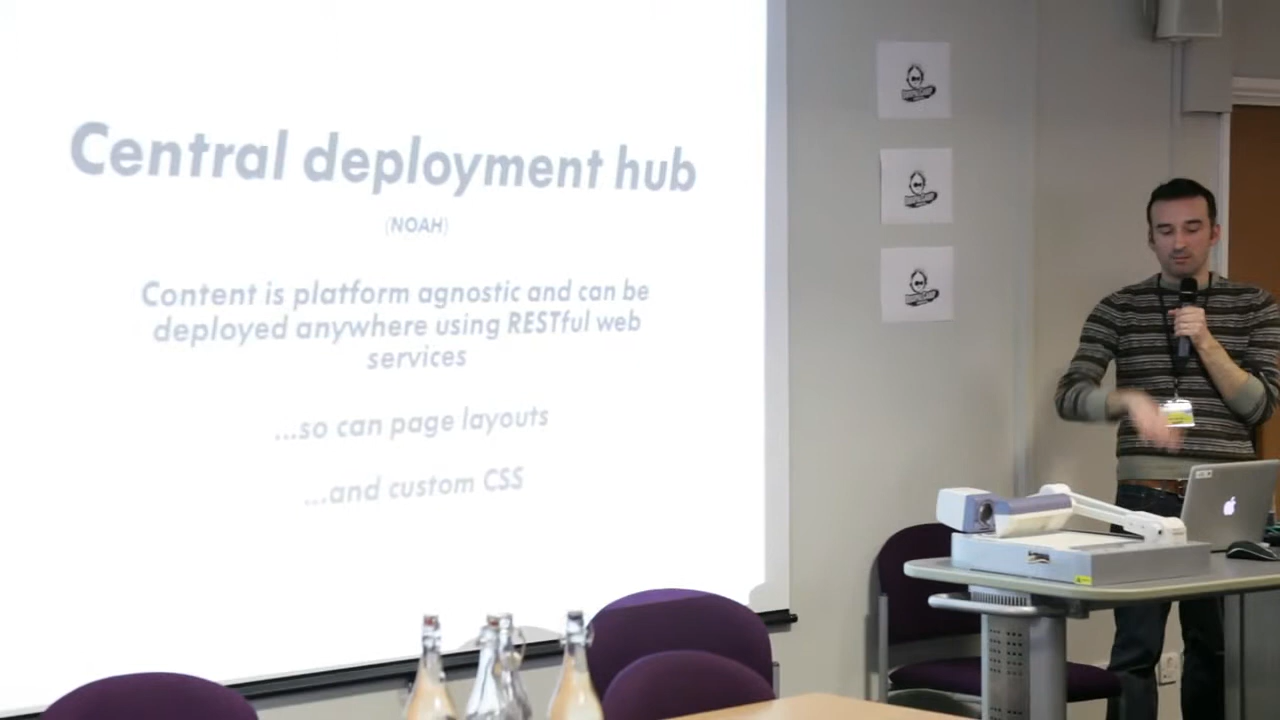 Central deployment hub
(NOAH)
Content is platform agnostic and can be
deployed anywhere using RESTful web
services
...so can page layouts
...and custom CSS